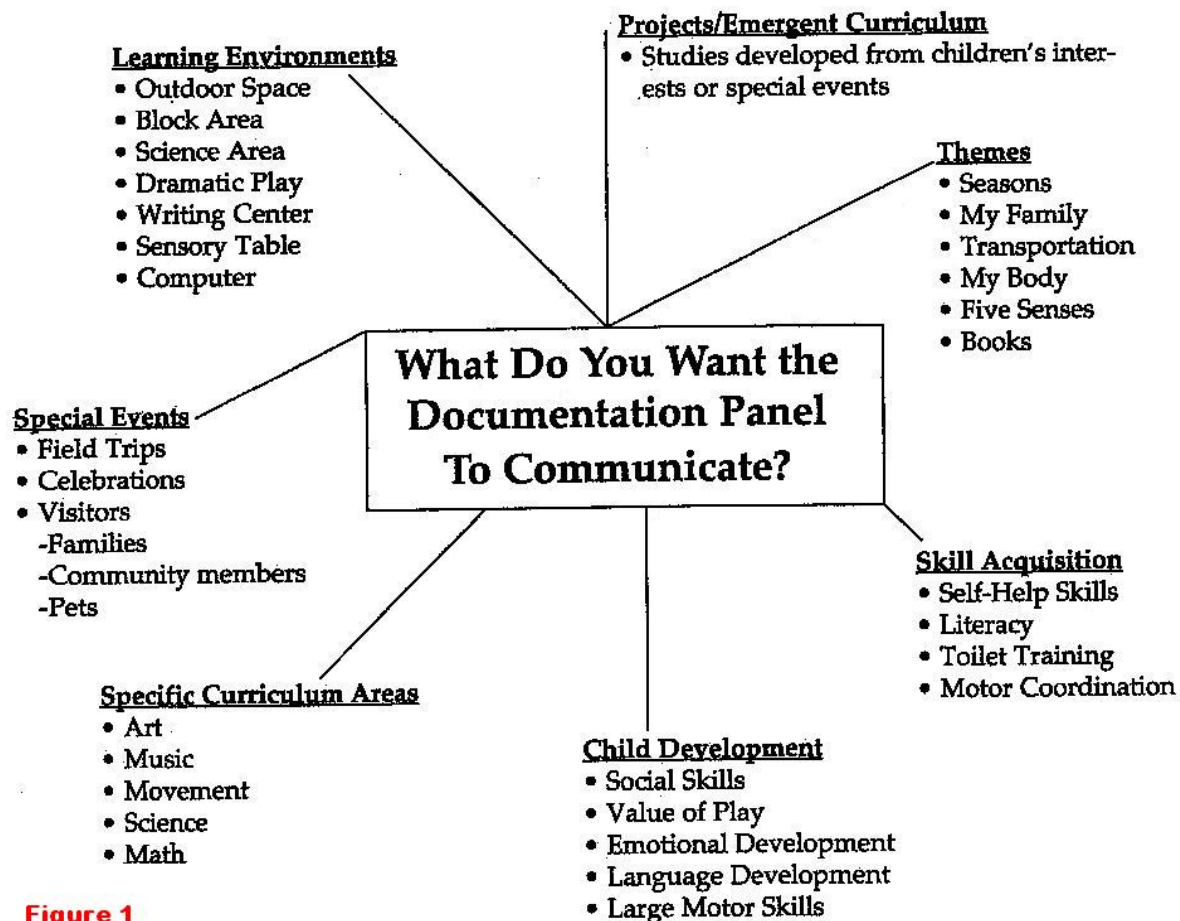 Projects/Emergent Curriculum
• Studies developed from children's inter-
ests or special events
Learning Environments
• Outdoor Space
• Block Area
• Science Area
• Dramatic Play
• Writing Center
• Sensory Table
• Computer
Themes
• Seasons
• My Family
• Transportation
• My Body
• Five Senses
• Books
What Do You Want the
Documentation Panel
To Communicate?
Special Events
• Field Trips
• Celebrations
• Visitors
-Families
-Community members
-Pets
Skill Acquisition
• Self-Help Skills
• Literacy
• Toilet Training
• Motor Coordination
Specific Curriculum Areas
• Art
• Music
• Movement
• Science
• Math
Child Development
• Social Skills
• Value of Play
• Emotional Development
• Language Development
• Large Motor Skills
Figure 1